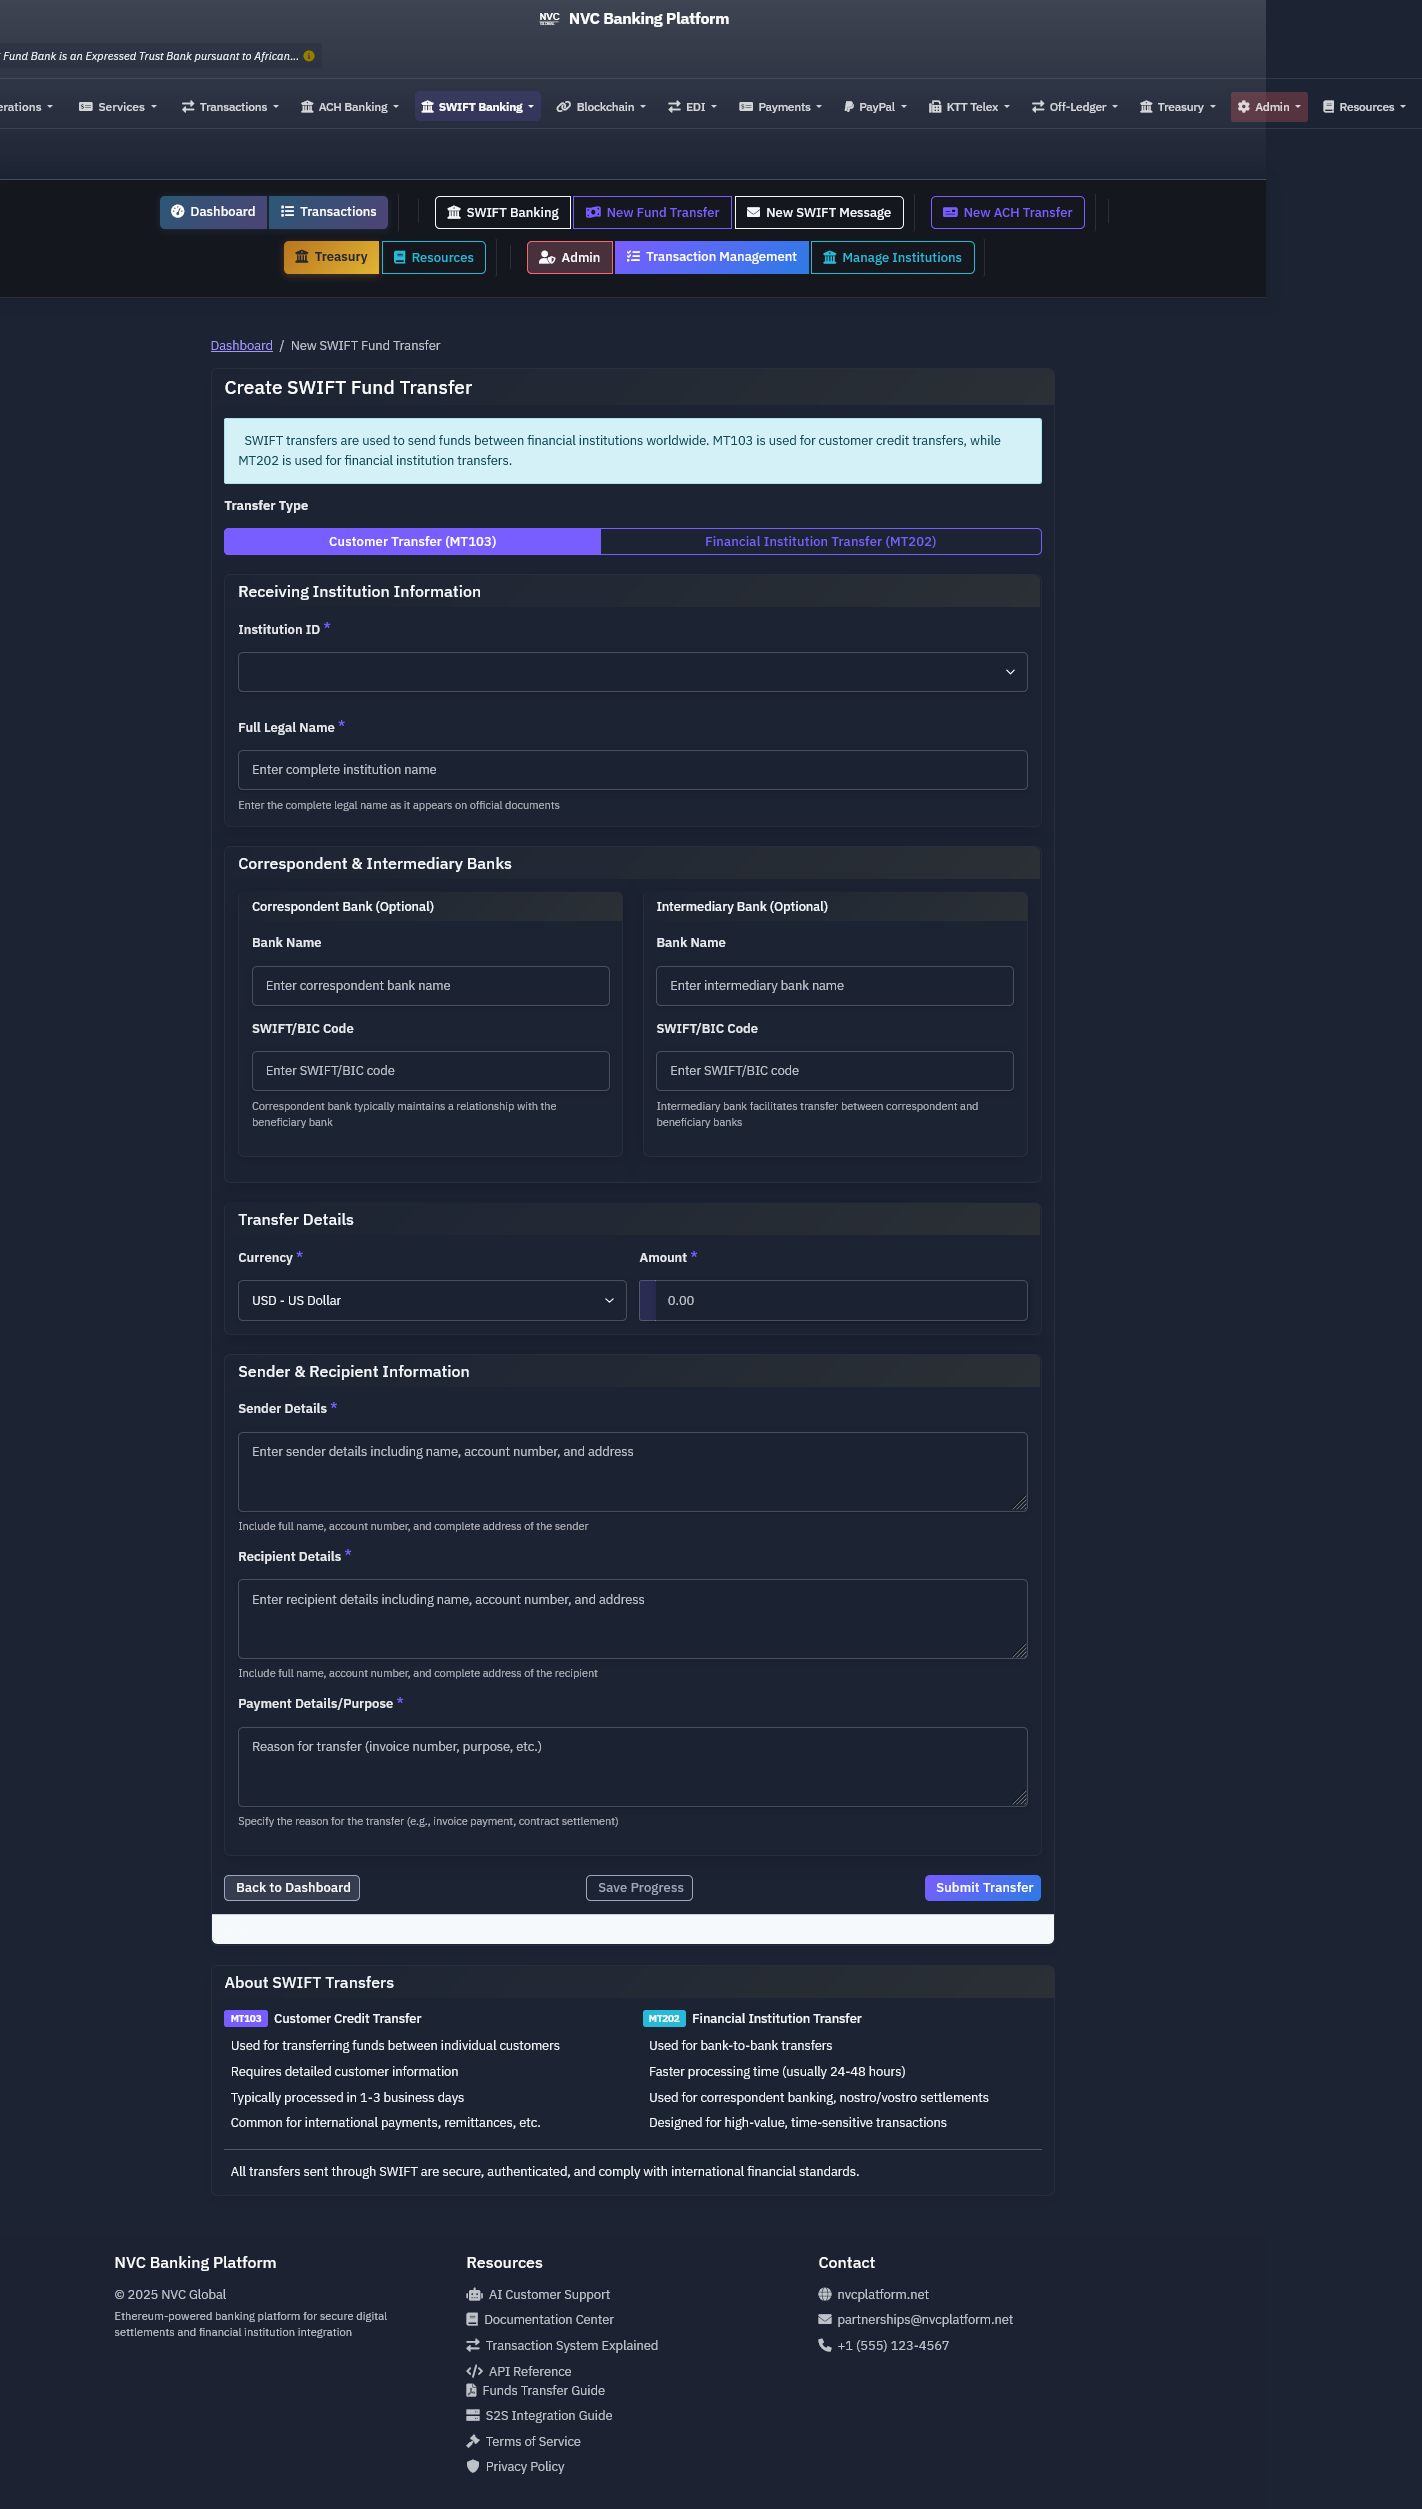 NVC GLOBAL NVC Banking Platform
Fund Bank is an Expressed Trust Bank pursuant to African...
erations Services Transactions ACH Banking SWIFT Banking Blockchain EDI Payments PayPal KTT Telex Off-Ledger Treasury Admin Resources
Dashboard Transactions SWIFT Banking New Fund Transfer New SWIFT Message New ACH Transfer
Treasury Resources Admin Transaction Management Manage Institutions
Dashboard / New SWIFT Fund Transfer
Create SWIFT Fund Transfer
SWIFT transfers are used to send funds between financial institutions worldwide. MT103 is used for customer credit transfers, while
MT202 is used for financial institution transfers.
Transfer Type
Customer Transfer (MT103) Financial Institution Transfer (MT202)
Receiving Institution Information
Institution ID *
Full Legal Name *
Enter complete institution name
Enter the complete legal name as it appears on official documents
Correspondent & Intermediary Banks
Correspondent Bank (Optional)
Bank Name
Enter correspondent bank name
SWIFT/BIC Code
Enter SWIFT/BIC code
Correspondent bank typically maintains a relationship with the
beneficiary bank
Intermediary Bank (Optional)
Bank Name
Enter intermediary bank name
SWIFT/BIC Code
Enter SWIFT/BIC code
Intermediary bank facilitates transfer between correspondent and
beneficiary banks
Transfer Details
Currency *
USD - US Dollar
Amount *
0.00
Sender & Recipient Information
Sender Details *
Enter sender details including name, account number, and address
Include full name, account number, and complete address of the sender
Recipient Details *
Enter recipient details including name, account number, and address
Include full name, account number, and complete address of the recipient
Payment Details/Purpose *
Reason for transfer (invoice number, purpose, etc.)
Specify the reason for the transfer (e.g., invoice payment, contract settlement)
Back to Dashboard Save Progress Submit Transfer
About SWIFT Transfers
MT103 Customer Credit Transfer
Used for transferring funds between individual customers
Requires detailed customer information
Typically processed in 1-3 business days
Common for international payments, remittances, etc.
MT202 Financial Institution Transfer
Used for bank-to-bank transfers
Faster processing time (usually 24-48 hours)
Used for correspondent banking, nostro/vostro settlements
Designed for high-value, time-sensitive transactions
All transfers sent through SWIFT are secure, authenticated, and comply with international financial standards.
NVC Banking Platform
© 2025 NVC Global
Ethereum-powered banking platform for secure digital
settlements and financial institution integration
Resources
AI Customer Support
Documentation Center
Transaction System Explained
API Reference
Funds Transfer Guide
S2S Integration Guide
Terms of Service
Privacy Policy
Contact
nvcplatform.net
partnerships@nvcplatform.net
+1 (555) 123-4567